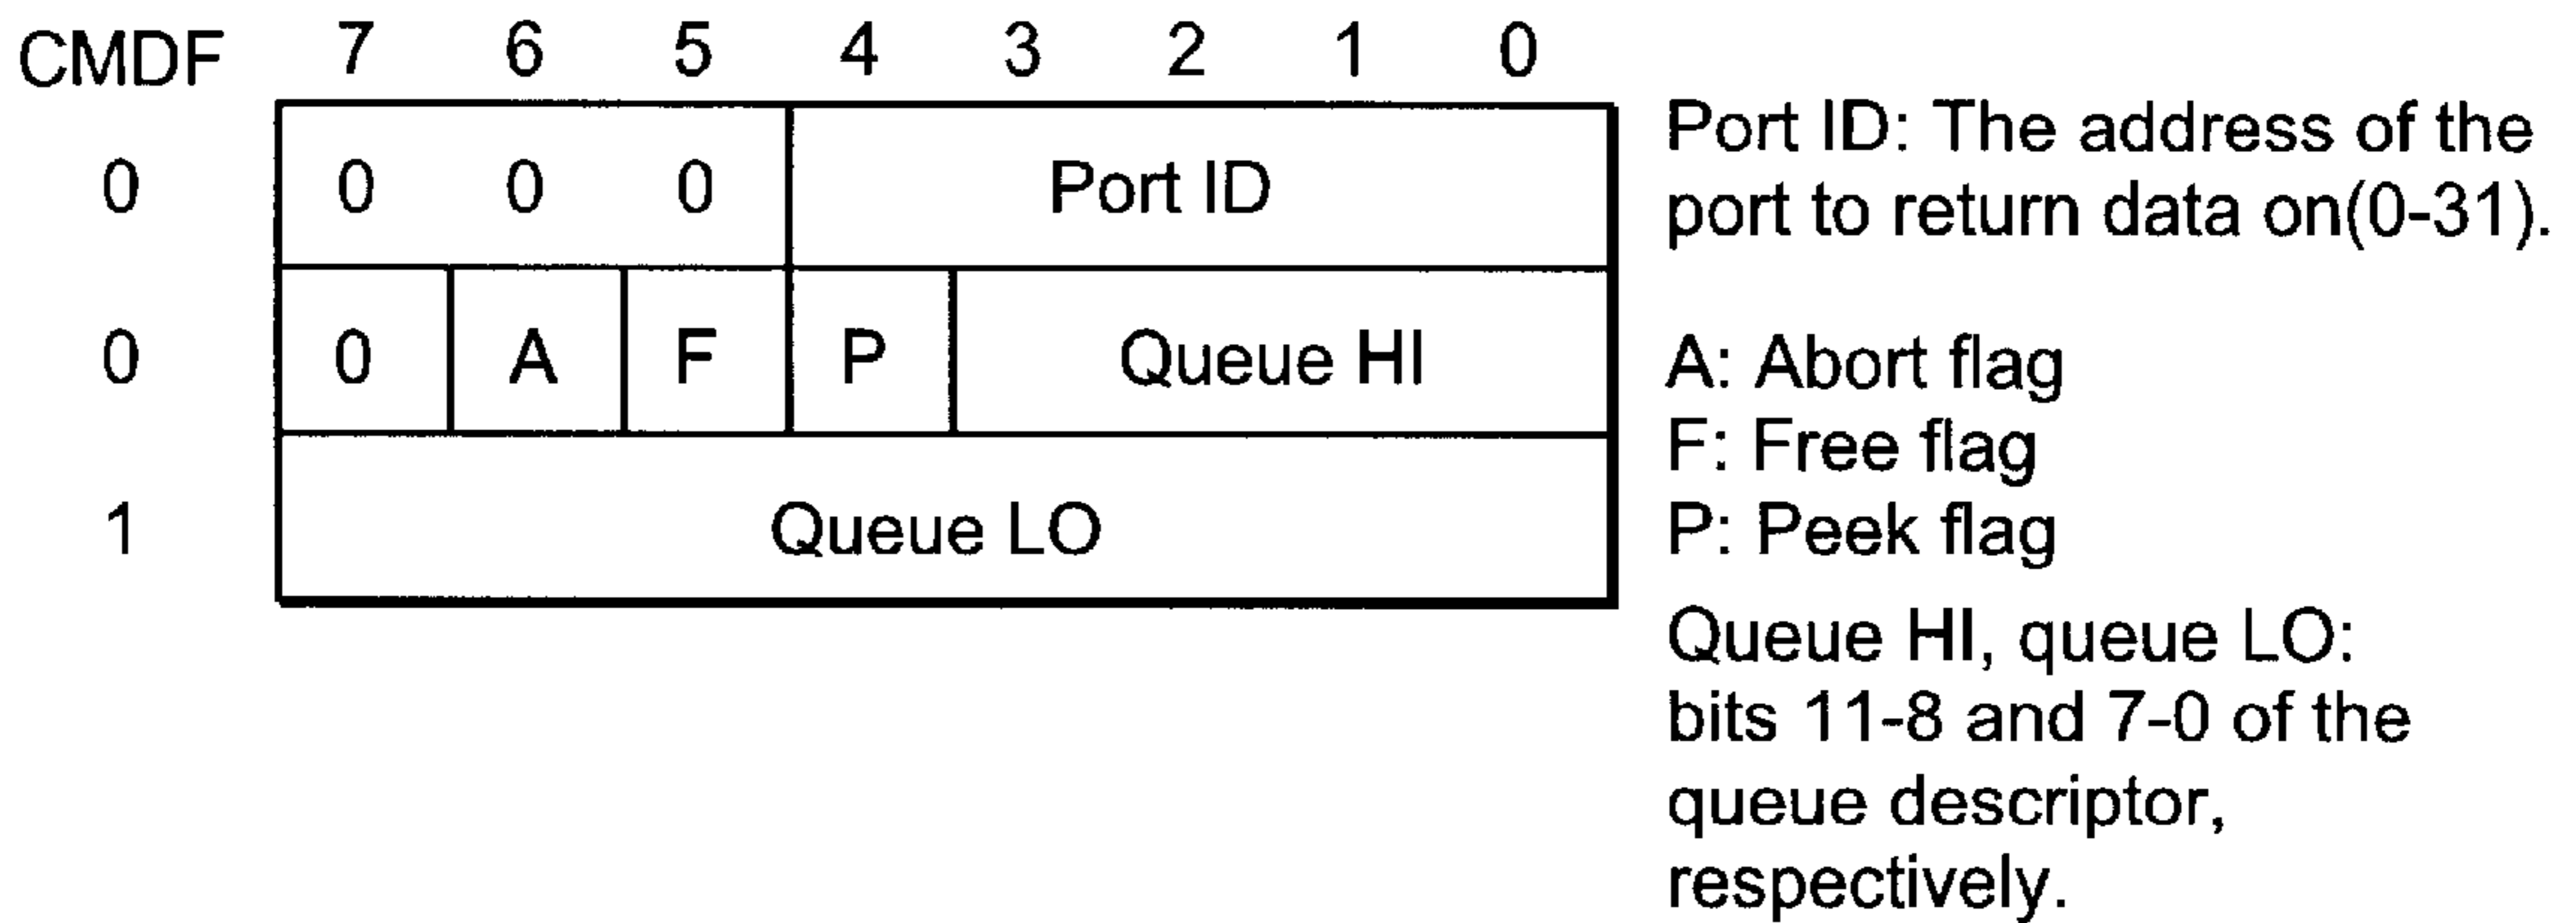 CMDF 7 6 5 4 3 2 1 0
0 0 0 0 Port ID
0 0 A F P Queue HI
1 Queue LO
Port ID: The address of the
port to return data on(0-31).
A: Abort flag
F: Free flag
P: Peek flag
Queue HI, queue LO:
bits 11-8 and 7-0 of the
queue descriptor,
respectively.